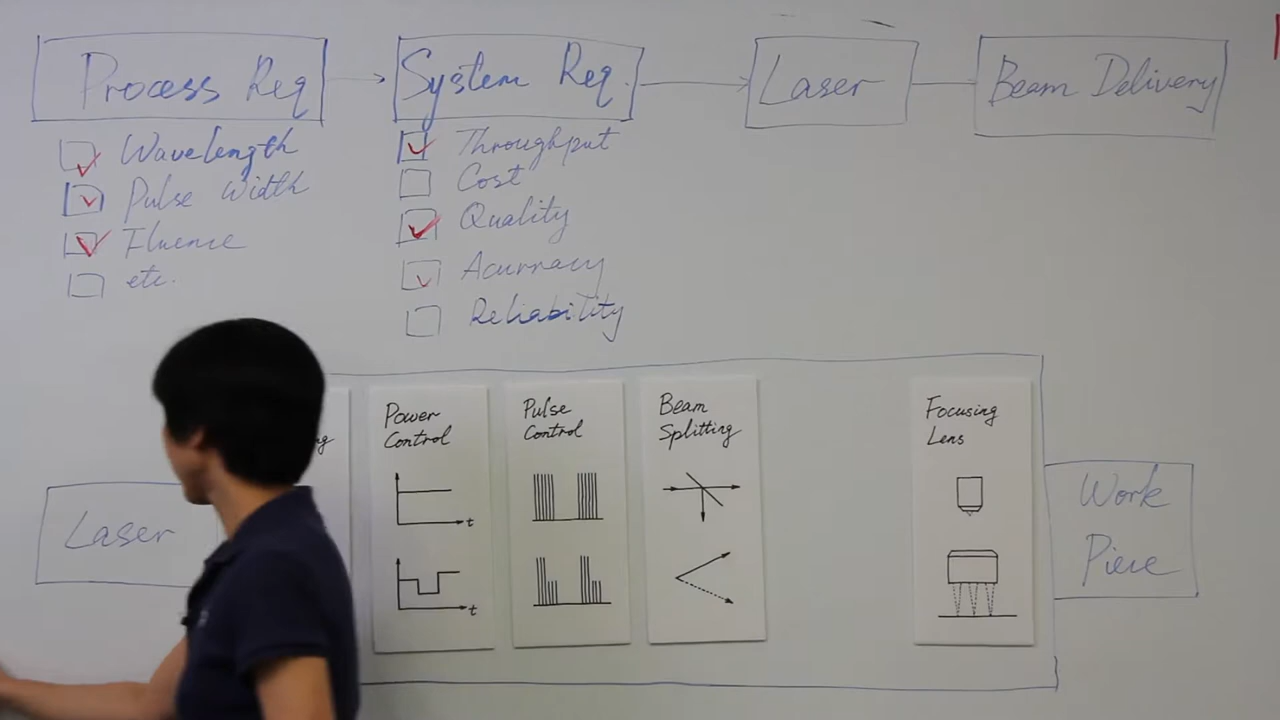 Process Req
System Req.
Laser
Beam Delivery
Wavelength
Pulse Width
Fluence
etc.
Throughput
Cost
Quality
Acurracy
Reliability
Power
Control
t
t
Pulse
Control
Beam
Splitting
Focusing
Lens
Laser
Work
Piece